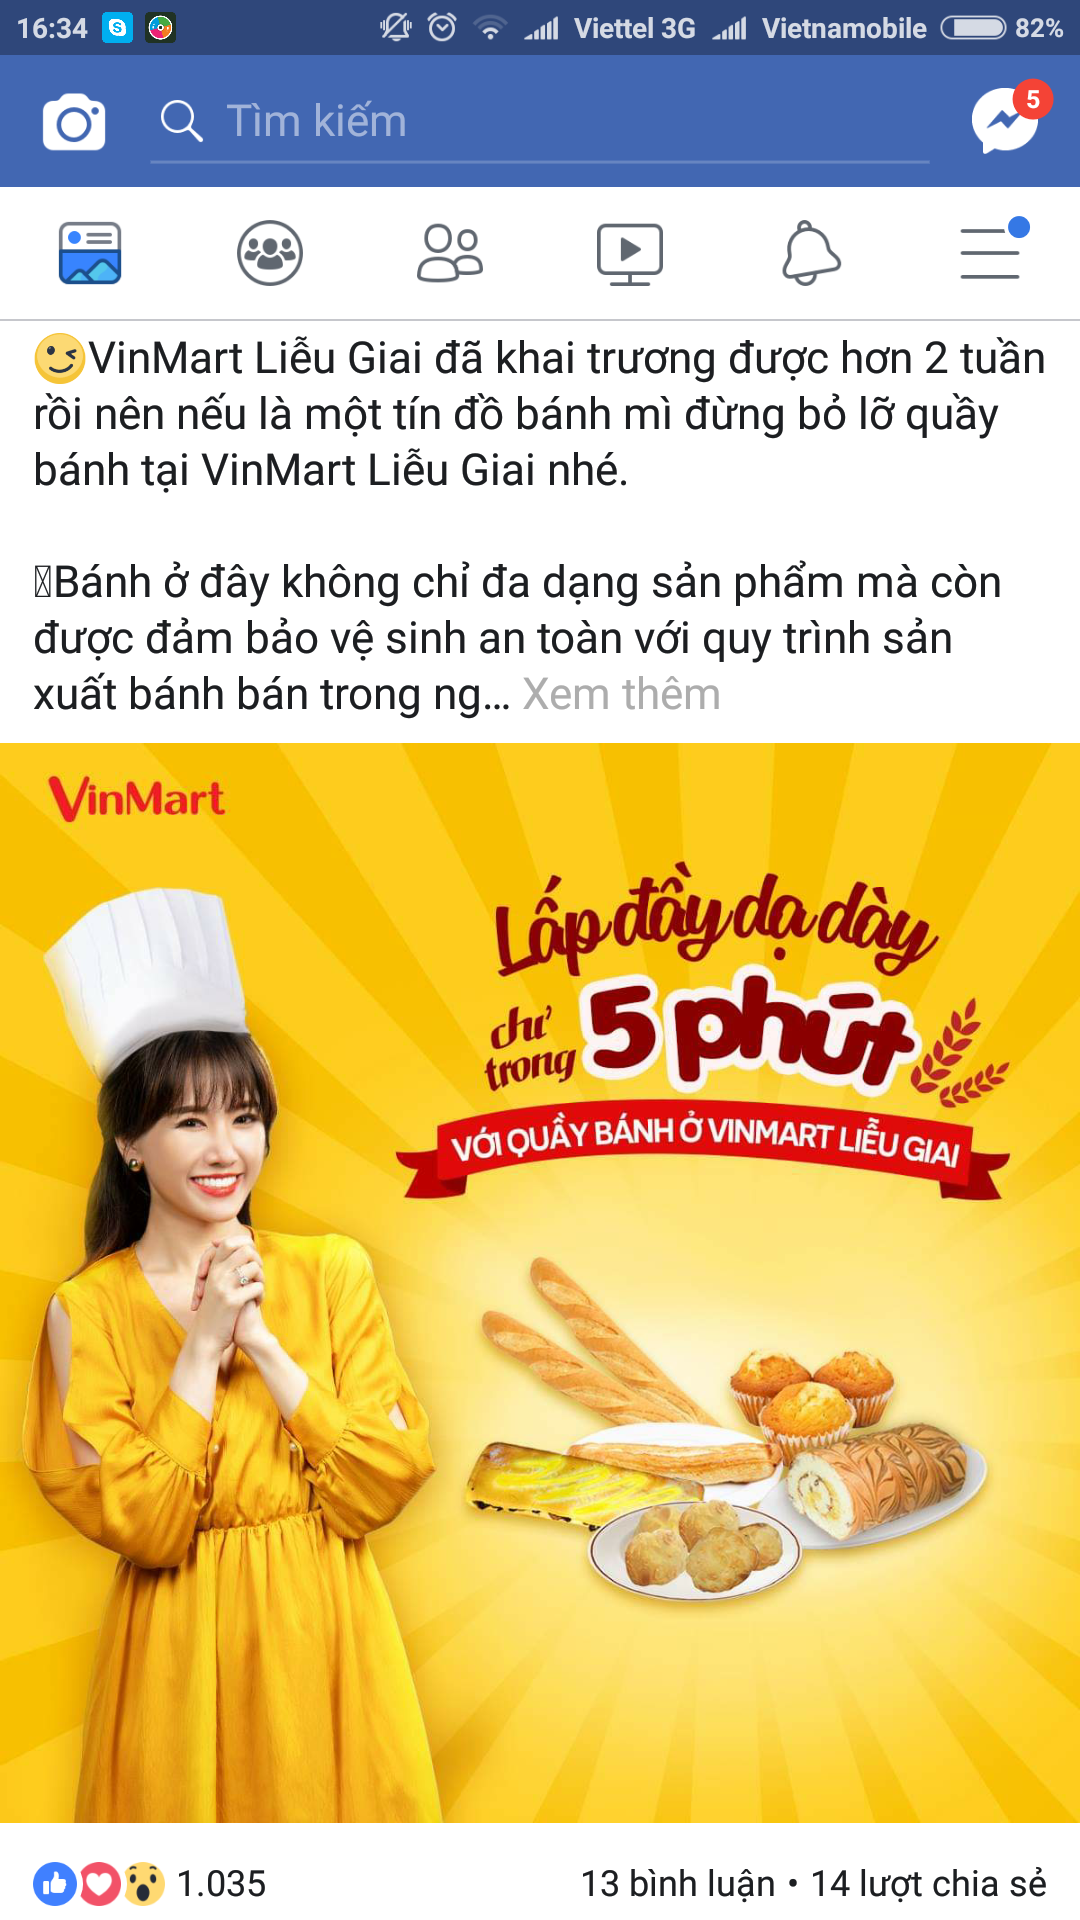 16:34 Viettel 3G Vietnamobile 82%
Tìm kiếm
5
VinMart Liễu Giai đã khai trương được hơn 2 tuần
rồi nên nếu là một tín đồ bánh mì đừng bỏ lỡ quầy
bánh tại VinMart Liễu Giai nhé.
Bánh ở đây không chỉ đa dạng sản phẩm mà còn
được đảm bảo vệ sinh an toàn với quy trình sản
xuất bánh bán trong ng... Xem thêm
VinMart
Lấp đầy dạ dày
chỉ trong 5 phút
VỚI QUẦY BÁNH Ở VINMART LIỄU GIAI
1.035 13 bình luận • 14 lượt chia sẻ